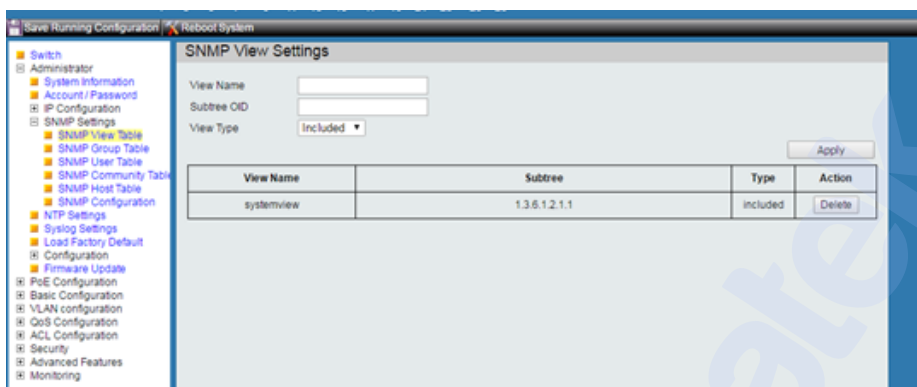 Save Running Configuration
Reboot System
Switch
Administrator
System Information
Account / Password
IP Configuration
SNMP Settings
SNMP View Table
SNMP Group Table
SNMP User Table
SNMP Community Table
SNMP Host Table
SNMP Configuration
NTP Settings
Syslog Settings
Load Factory Default
Configuration
Firmware Update
PoE Configuration
Basic Configuration
VLAN configuration
QoS Configuration
ACL Configuration
Security
Advanced Features
Monitoring
SNMP View Settings
View Name
Subtree OID
View Type Included
Apply
View Name Subtree Type Action
systemview 1.3.6.1.2.1.1 included Delete